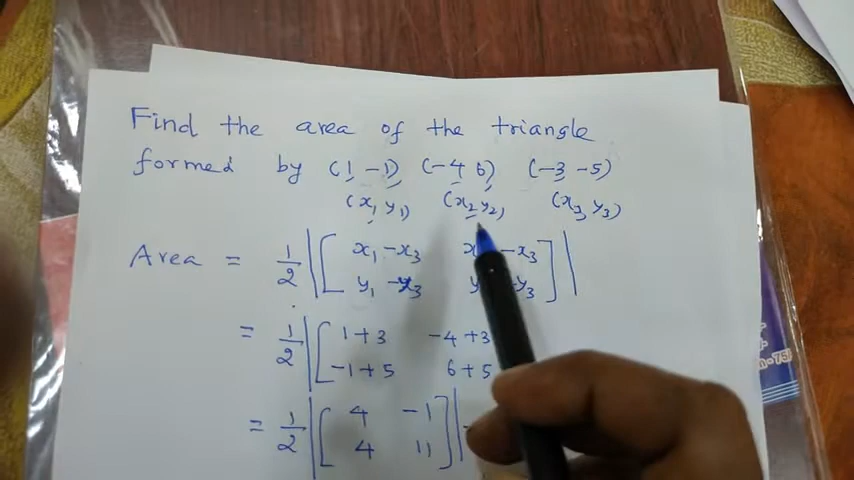 Find the area of the triangle
formed by (1 -1) (-4 6) (-3 -5)
(x₁ y₁) (x₂ y₂) (x₃ y₃)
Area = 1/2 |[ x₁ - x₃ x - x₃
y₁ - y₃ y - y₃ ]|
= 1/2 |[ 1+3 -4+3
-1+5 6+5
= 1/2 |[ 4 -1
4 11 ]|